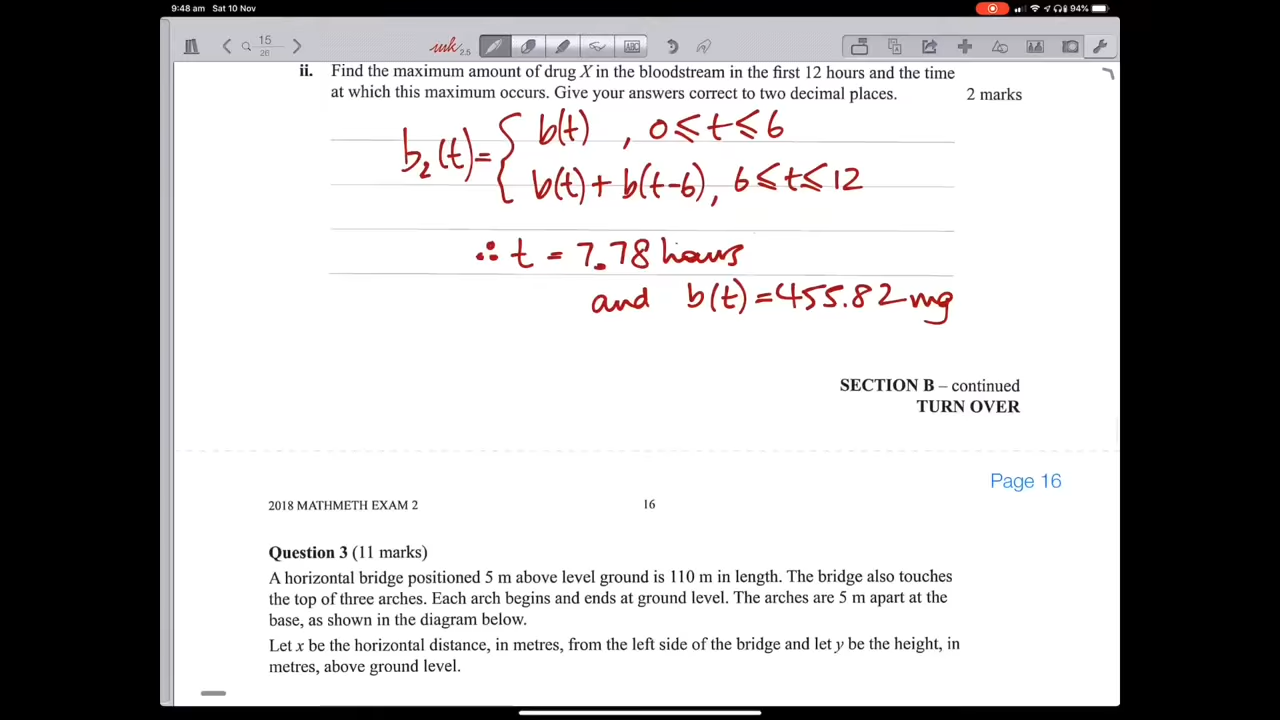 9:48 am Sat 10 Nov
94%
15
26
2.5
ABC
ii. Find the maximum amount of drug X in the bloodstream in the first 12 hours and the time
at which this maximum occurs. Give your answers correct to two decimal places. 2 marks
b₂(t)= { b(t) , 0 ⩽ t ⩽ 6
b(t) + b(t-6), 6 ⩽ t ⩽ 12
∴ t = 7.78 hours
and b(t) = 455.82 mg
SECTION B – continued
TURN OVER
Page 16
2018 MATHMETH EXAM 2 16
Question 3 (11 marks)
A horizontal bridge positioned 5 m above level ground is 110 m in length. The bridge also touches
the top of three arches. Each arch begins and ends at ground level. The arches are 5 m apart at the
base, as shown in the diagram below.
Let x be the horizontal distance, in metres, from the left side of the bridge and let y be the height, in
metres, above ground level.